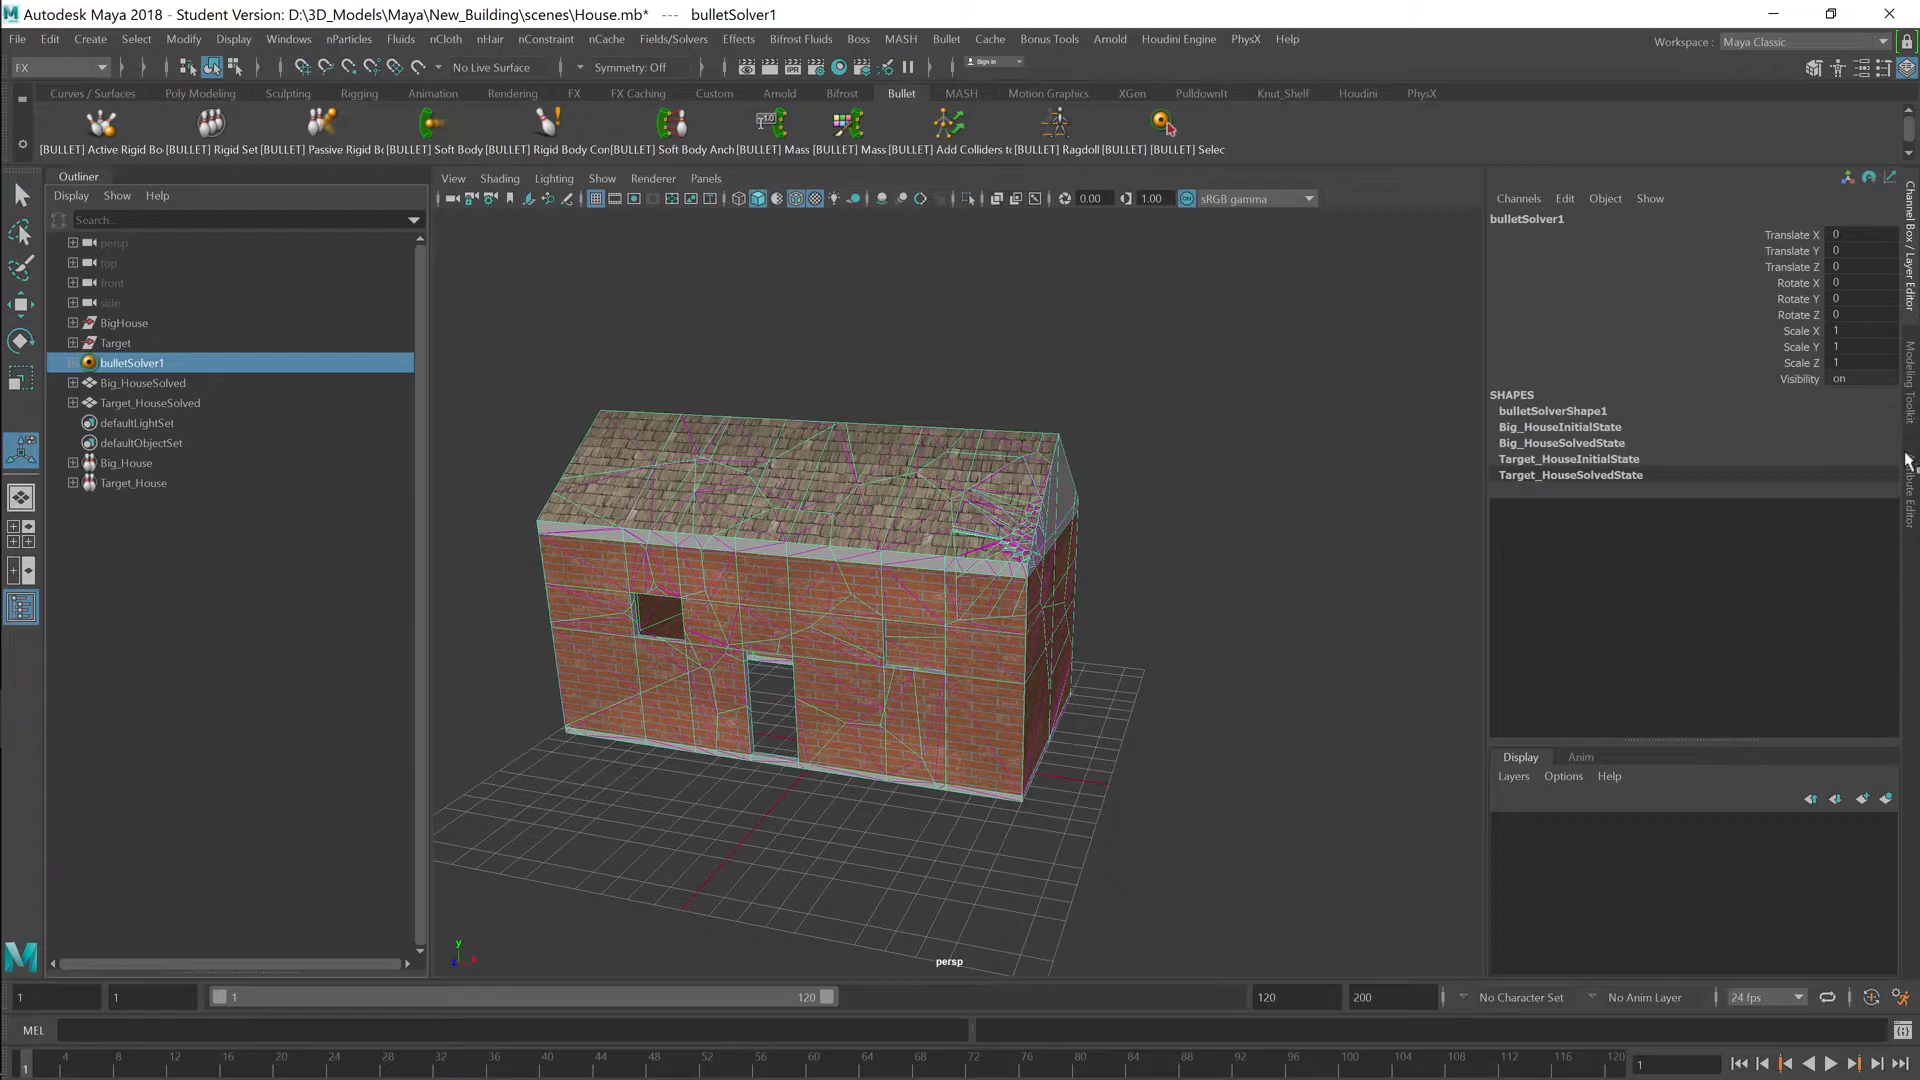 Autodesk Maya 2018 - Student Version: D:\3D_Models\Maya\New_Building\scenes\House.mb* --- bulletSolver1
File Edit Create Select Modify Display Windows nParticles Fluids nCloth nHair nConstraint nCache Fields/Solvers Effects Bifrost Fluids Boss MASH Bullet Cache Bonus Tools Arnold Houdini Engine PhysX Help
Workspace : Maya Classic
FX No Live Surface Symmetry: Off Sign in
Curves / Surfaces Poly Modeling Sculpting Rigging Animation Rendering FX FX Caching Custom Arnold Bifrost Bullet MASH Motion Graphics XGen PulldownIt Knut_Shelf Houdini PhysX
1.0
[BULLET] Active Rigid Bo [BULLET] Rigid Set [BULLET] Passive Rigid Bo [BULLET] Soft Body [BULLET] Rigid Body Con [BULLET] Soft Body Anch [BULLET] Mass [BULLET] Mass [BULLET] Add Colliders to [BULLET] Ragdoll [BULLET] [BULLET] Selec
Outliner
Display Show Help
Search...
persp
top
front
side
BigHouse
Target
bulletSolver1
Big_HouseSolved
Target_HouseSolved
defaultLightSet
defaultObjectSet
Big_House
Target_House
View Shading Lighting Show Renderer Panels
0.00 1.00 ON sRGB gamma
y
persp
Channels Edit Object Show
bulletSolver1
Translate X 0
Translate Y 0
Translate Z 0
Rotate X 0
Rotate Y 0
Rotate Z 0
Scale X 1
Scale Y 1
Scale Z 1
Visibility on
SHAPES
bulletSolverShape1
Big_HouseInitialState
Big_HouseSolvedState
Target_HouseInitialState
Target_HouseSolvedState
Channel Box / Layer Editor
Modeling Toolkit
Editor
Display Anim
Layers Options Help
1 1 1 120 120 200 No Character Set No Anim Layer 24 fps
MEL
1 4 8 12 16 20 24 28 32 36 40 44 48 52 56 60 64 68 72 76 80 84 88 92 96 100 104 108 112 116 120 1